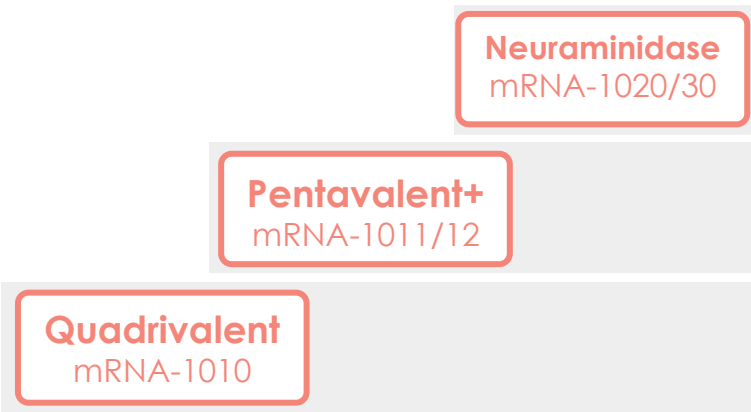 Neuraminidase
mRNA-1020/30
Pentavalent+
mRNA-1011/12
Quadrivalent
mRNA-1010